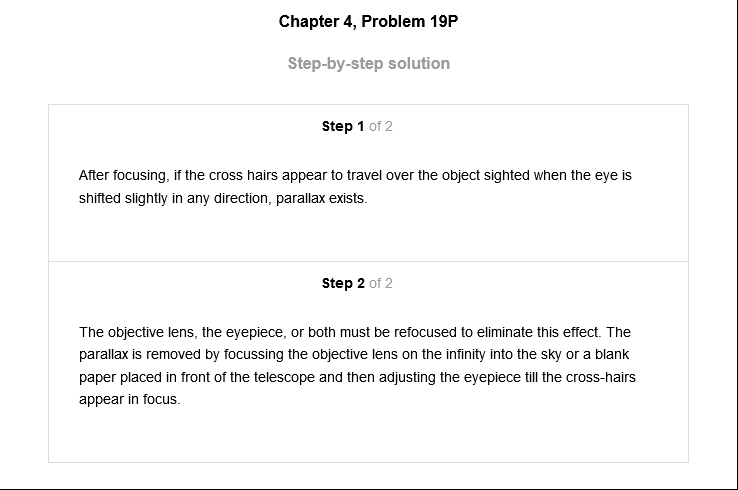 Chapter 4, Problem 19P
Step-by-step solution
Step 1 of 2
After focusing, if the cross hairs appear to travel over the object sighted when the eye is
shifted slightly in any direction, parallax exists.
Step 2 of 2
The objective lens, the eyepiece, or both must be refocused to eliminate this effect. The
parallax is removed by focussing the objective lens on the infinity into the sky or a blank
paper placed in front of the telescope and then adjusting the eyepiece till the cross-hairs
appear in focus.